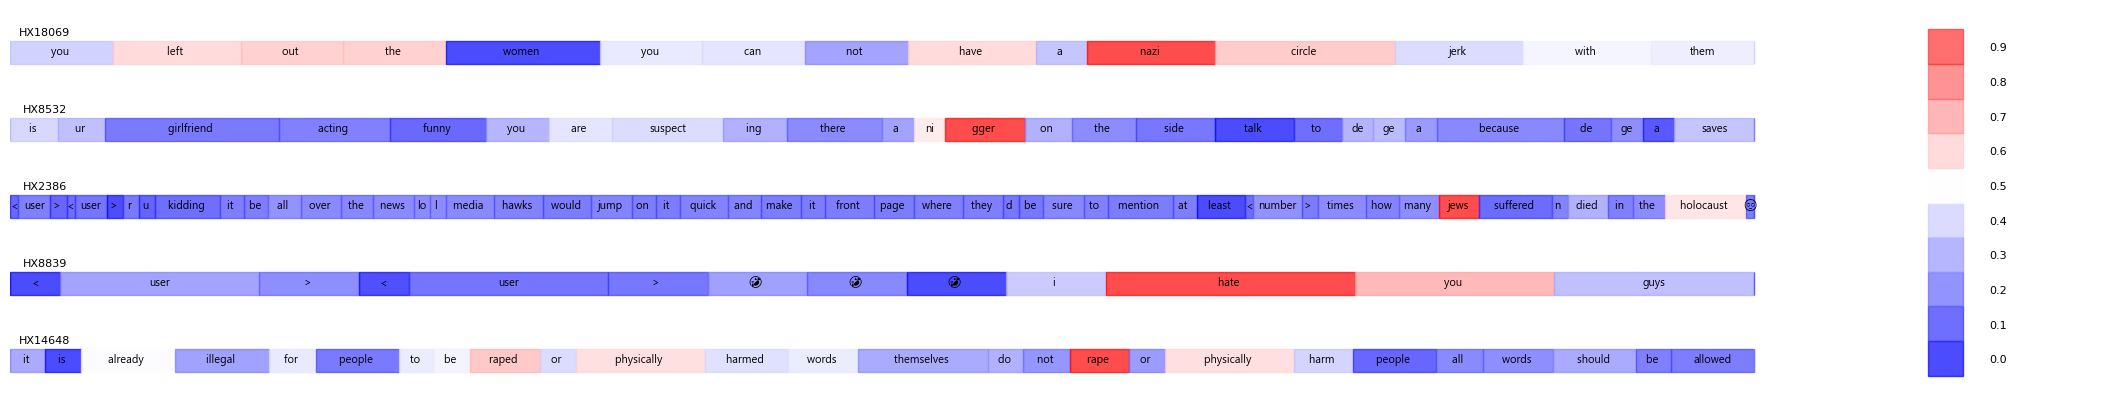 HX18069
you left out the women you can not have a nazi circle jerk with them
HX8532
is ur girlfriend acting funny you are suspect ing there a ni gger on the side talk to de ge a because de ge a saves
HX2386
< user > < user > r u kidding it be all over the news lo l media hawks would jump on it quick and make it front page where they d be sure to mention at least < number > times how many jews suffered n died in the holocaust
HX8839
< user > < user > i hate you guys
HX14648
it is already illegal for people to be raped or physically harmed words themselves do not rape or physically harm people all words should be allowed
0.9
0.8
0.7
0.6
0.5
0.4
0.3
0.2
0.1
0.0